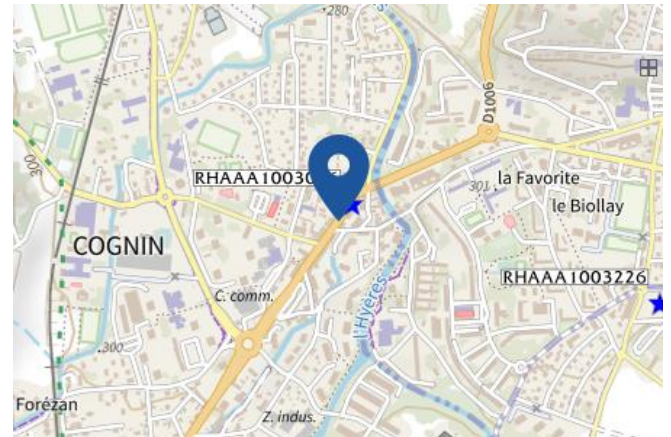 280
S
300
D1006
RHAAA10030
301
la Favorite
le Biollay
COGNIN
RHAAA1003226
C. comm.
l'Hyères
300
Forézan
Z. indus.